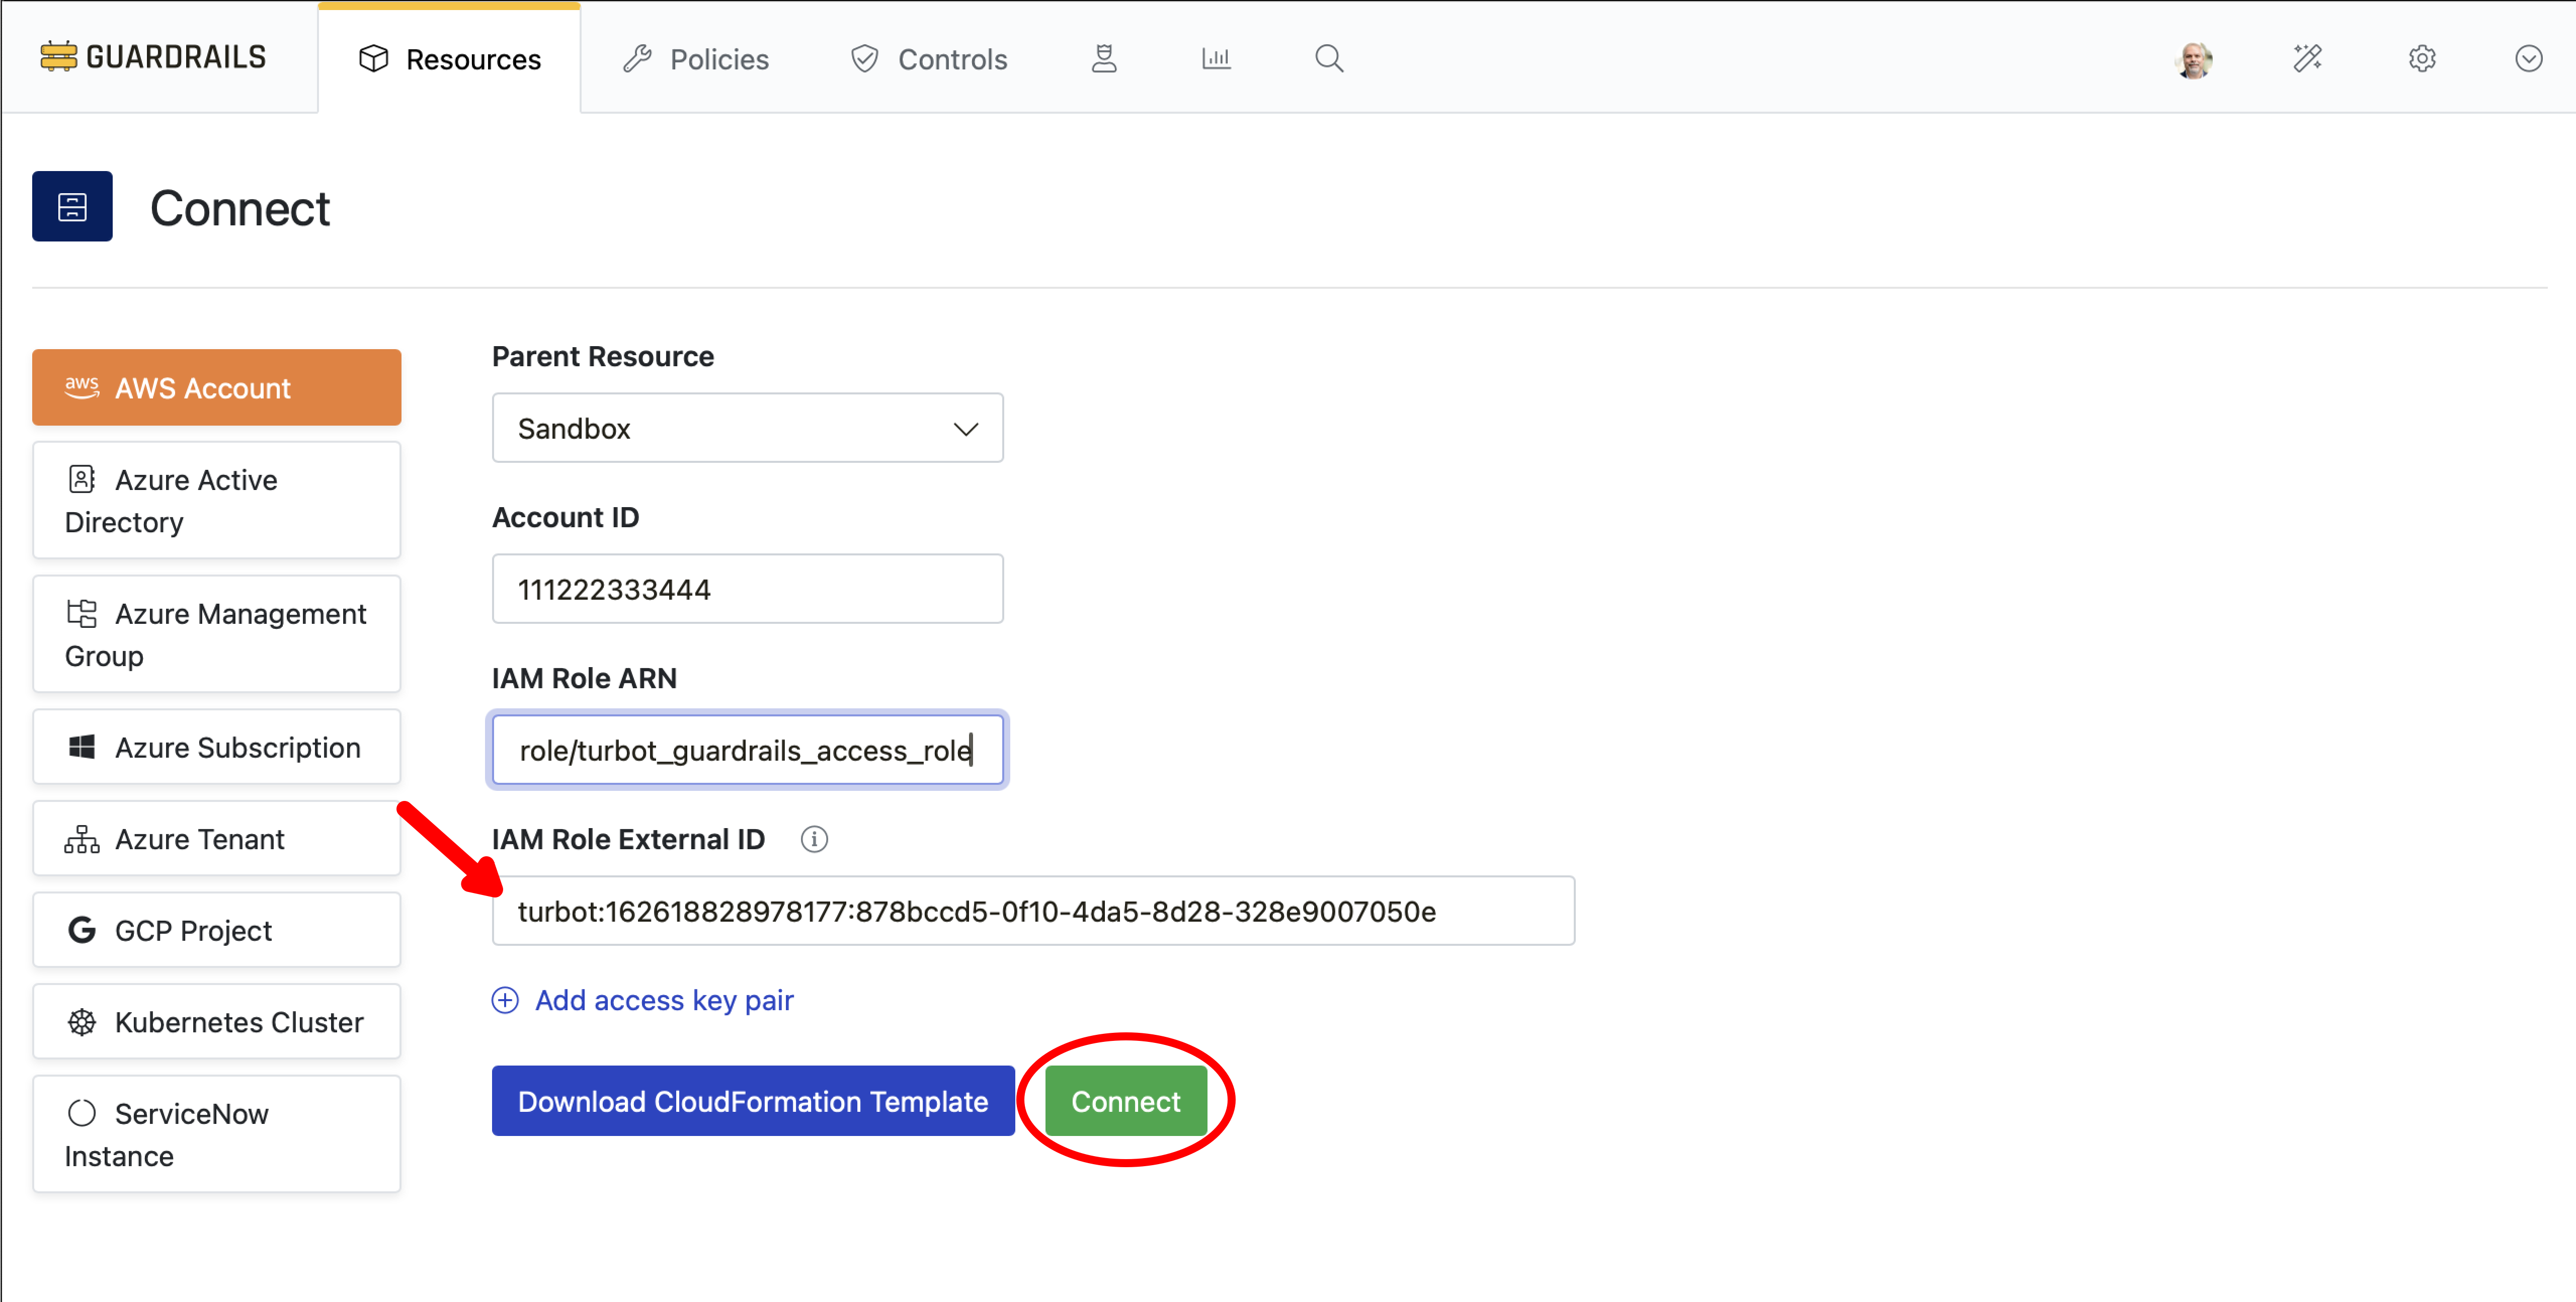 GUARDRAILS
Resources
Policies
Controls
Connect
aws AWS Account
Azure Active
Directory
Azure Management
Group
Azure Subscription
Azure Tenant
GCP Project
Kubernetes Cluster
ServiceNow
Instance
Parent Resource
Sandbox
Account ID
111222333444
IAM Role ARN
role/turbot_guardrails_access_role
IAM Role External ID
turbot:162618828978177:878bccd5-0f10-4da5-8d28-328e9007050e
Add access key pair
Download CloudFormation Template
Connect